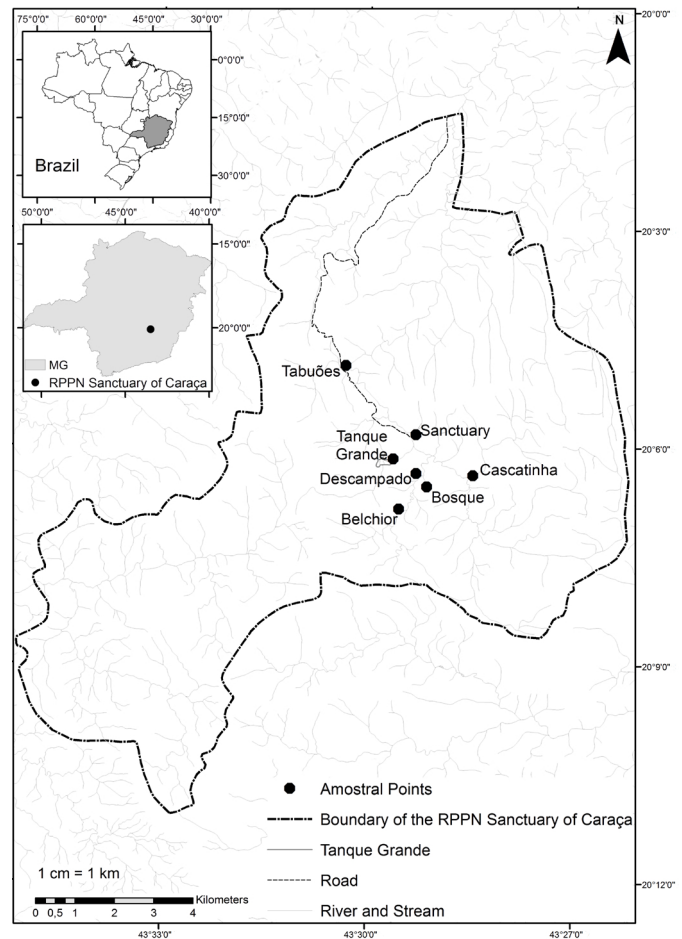 75°0'0" 60°0'0" 45°0'0" 30°0'0"
0°0'0"
15°0'0"
30°0'0"
Brazil
50°0'0" 45°0'0" 40°0'0"
15°0'0"
20°0'0"
MG
RPPN Sanctuary of Caraça
N
20°0'0"
20°3'0"
20°6'0"
20°9'0"
20°12'0"
Tabuões
Sanctuary
Tanque
Grande
Descampado
Cascatinha
Bosque
Belchior
Amostral Points
Boundary of the RPPN Sanctuary of Caraça
Tanque Grande
Road
River and Stream
1 cm = 1 km
Kilometers
0 0,5 1 2 3 4
43°33'0" 43°30'0" 43°27'0"